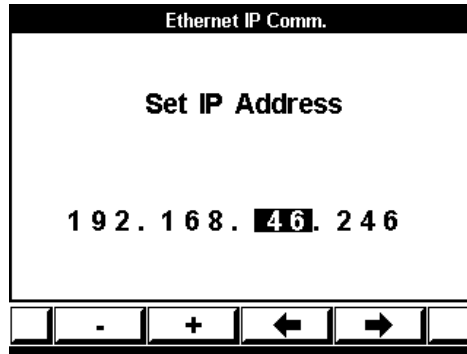 Ethernet IP Comm.
Set IP Address
192.168. 46. 246
- + ← →